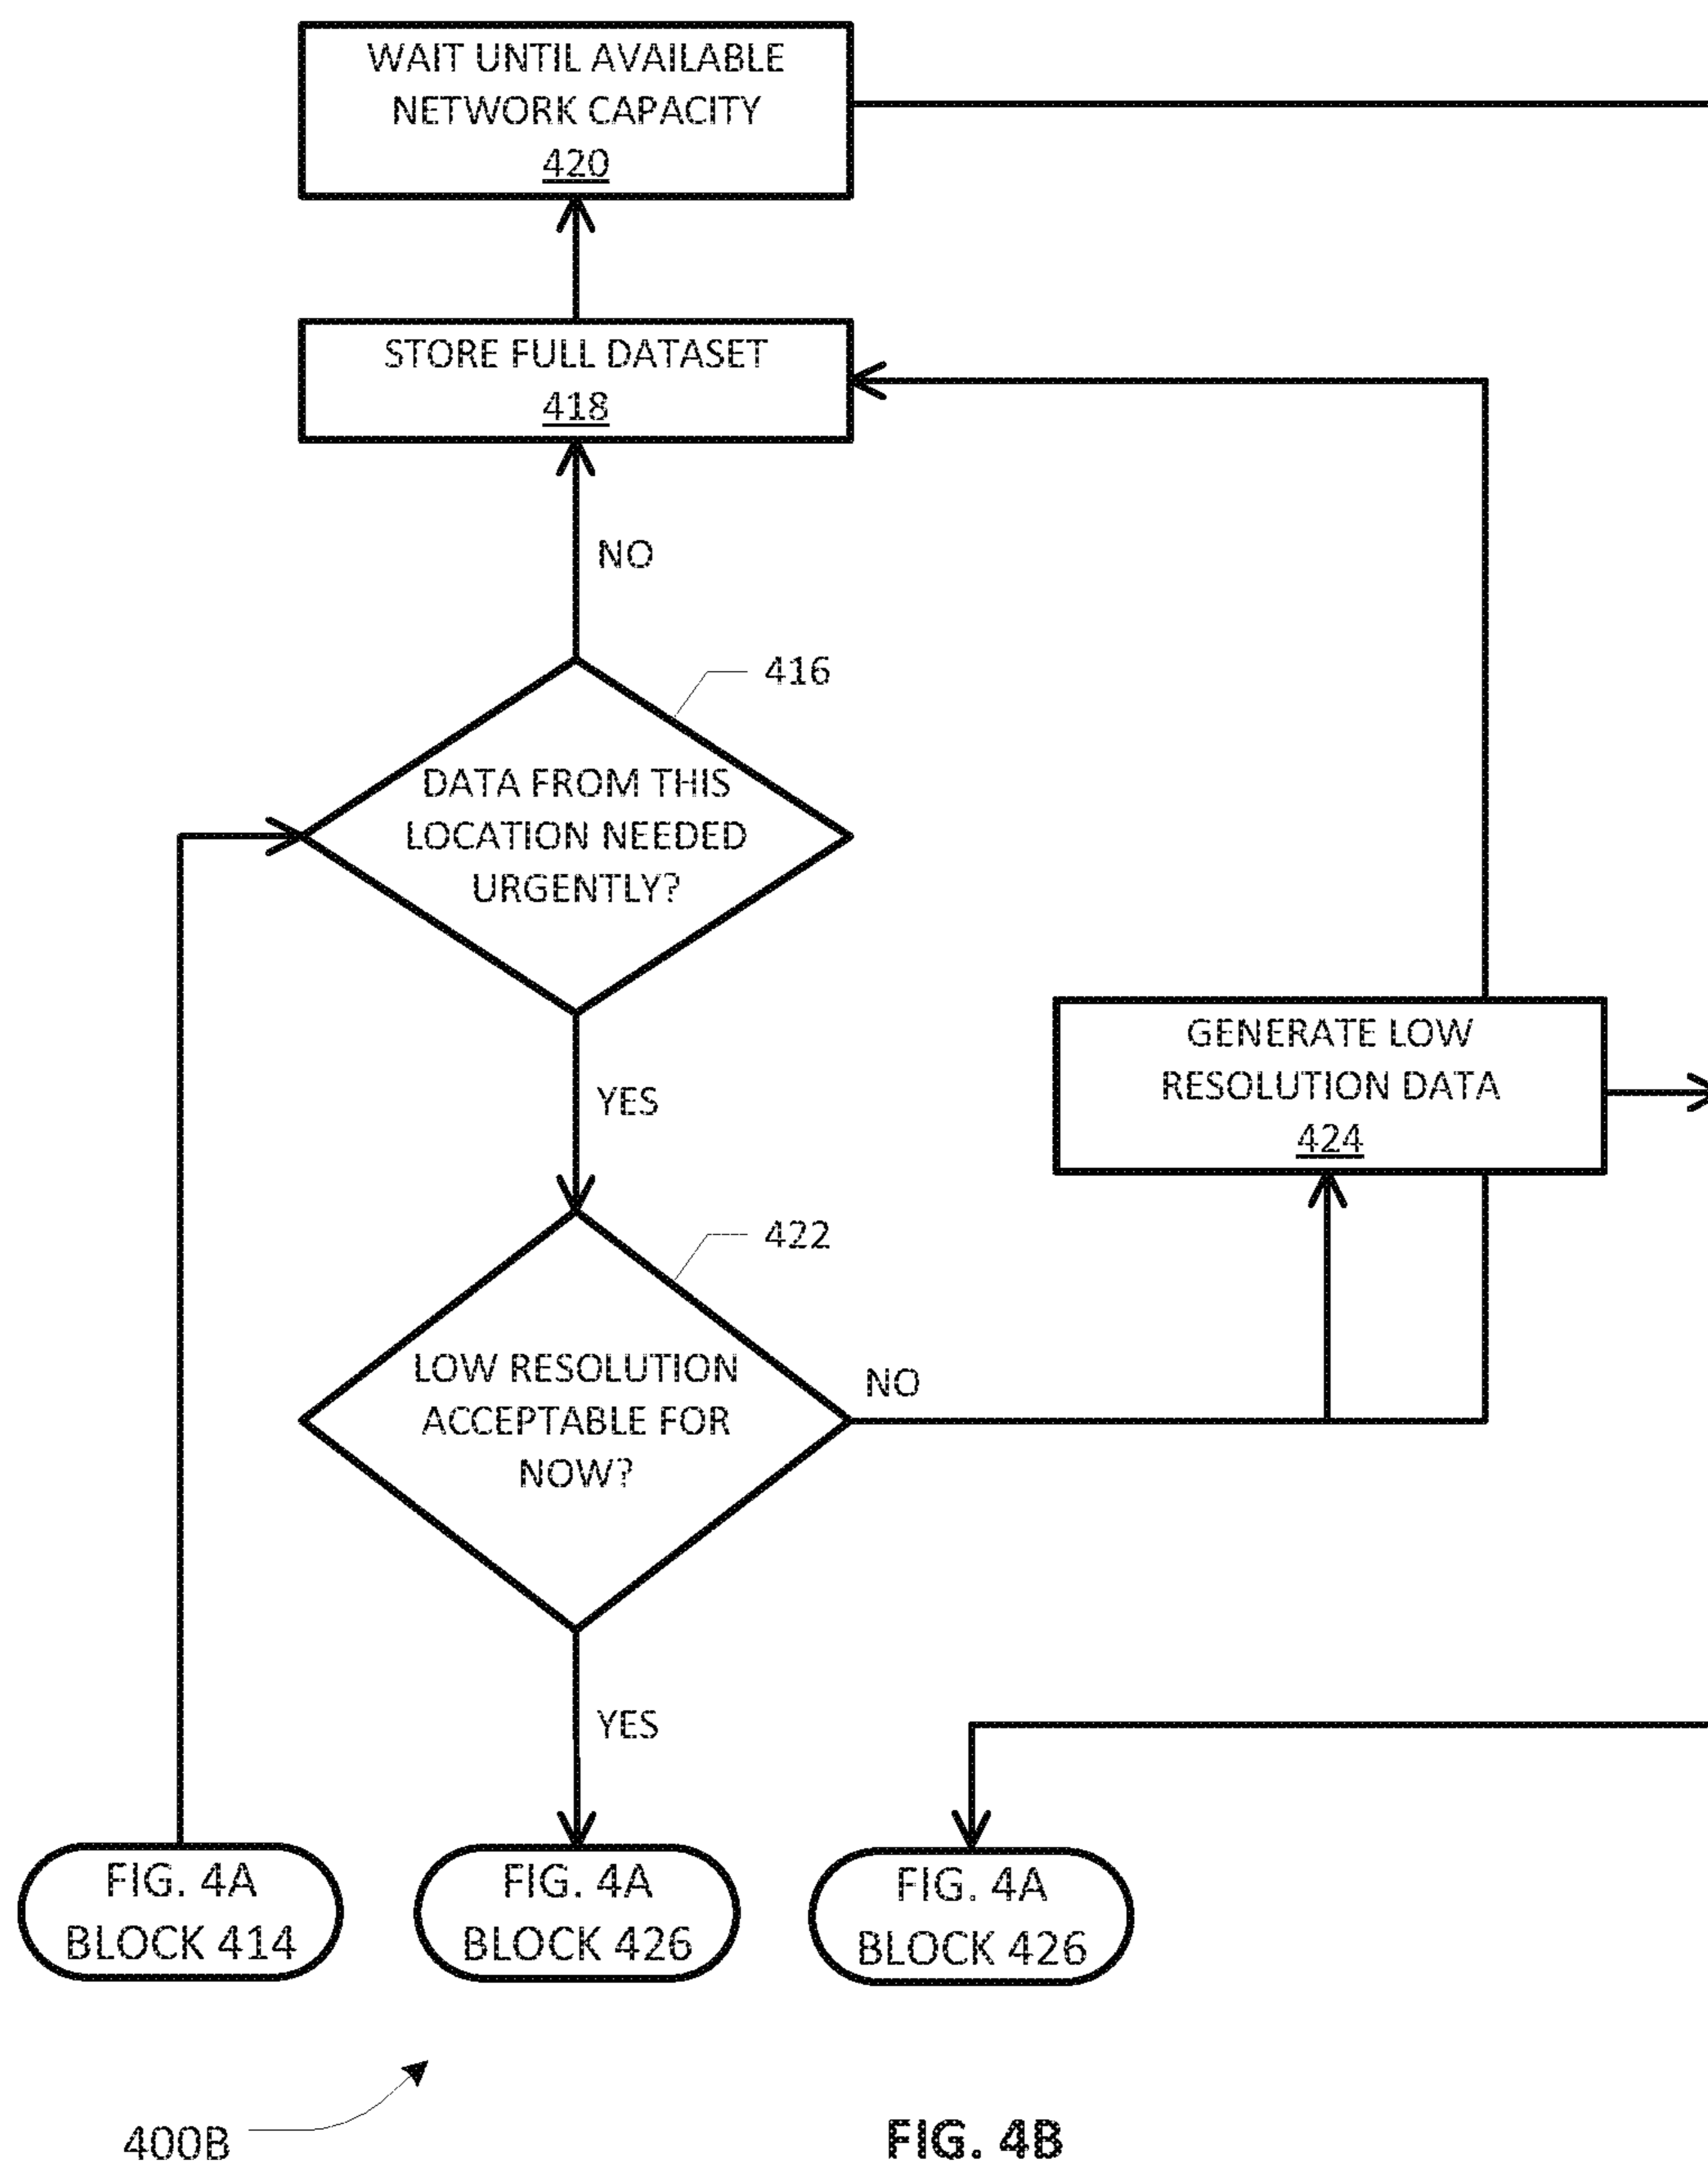 WAIT UNTIL AVAILABLE
NETWORK CAPACITY
420
STORE FULL DATASET
418
NO
416
DATA FROM THIS
LOCATION NEEDED
URGENTLY?
GENERATE LOW
RESOLUTION DATA
424
YES
422
LOW RESOLUTION
ACCEPTABLE FOR
NOW?
NO
YES
FIG. 4A
BLOCK 414
FIG. 4A
BLOCK 426
FIG. 4A
BLOCK 426
400B
FIG. 4B